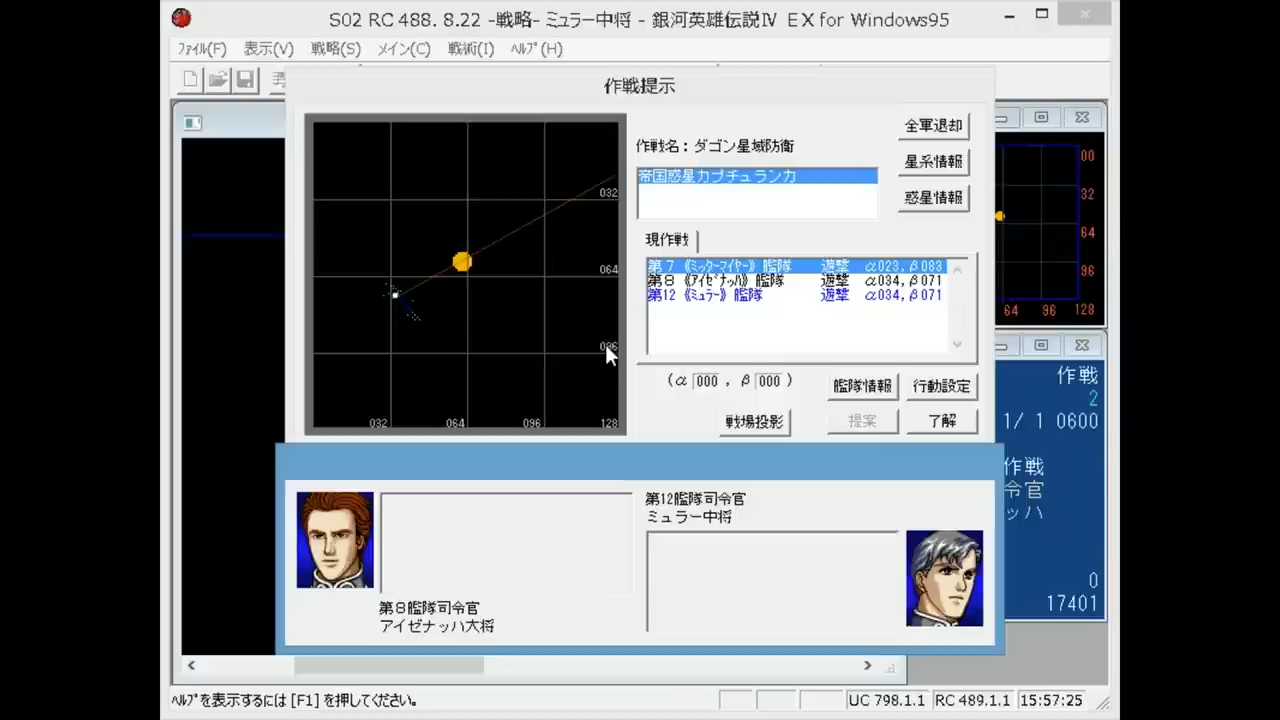 S02 RC 488. 8.22 -戦略- ミュラー中将 - 銀河英雄伝説Ⅳ EX for Windows95
ﾌｧｲﾙ(F) 表示(V) 戦略(S) メイン(C) 戦術(I) ﾍﾙﾌﾟ(H)
作戦提示
作戦名：ダゴン星域防衛
帝国惑星カプチェランカ
全軍退却
星系情報
惑星情報
現作戦
第７《ﾐｯﾀｰﾏｲﾔｰ》艦隊 遊撃 α023,β083
第８《ｱｲｾﾞﾅｯﾊ》艦隊 遊撃 α034,β071
第12《ﾐｭﾗｰ》艦隊 遊撃 α034,β071
(α 000 , β 000 )
艦隊情報 行動設定
戦場投影 提案 了解
032
064
096
032 064 096 128
00
32
64
96
64 96 128
作戦
2
1/ 1 0600
作戦
令官
ッハ
0
17401
第８艦隊司令官
アイゼナッハ大将
第12艦隊司令官
ミュラー中将
ﾍﾙﾌﾟを表示するには [F1] を押してください。
UC 798.1.1 RC 489.1.1 15:57:25